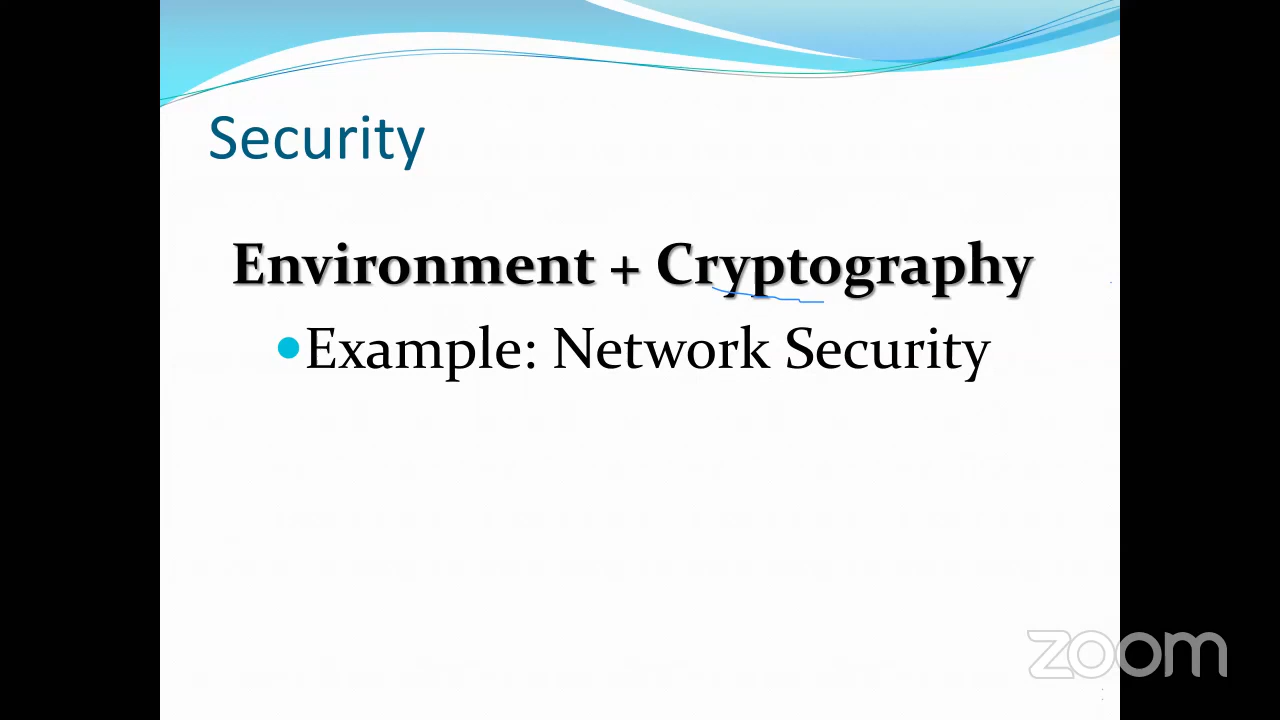 Security
Environment + Cryptography
•Example: Network Security
zoom